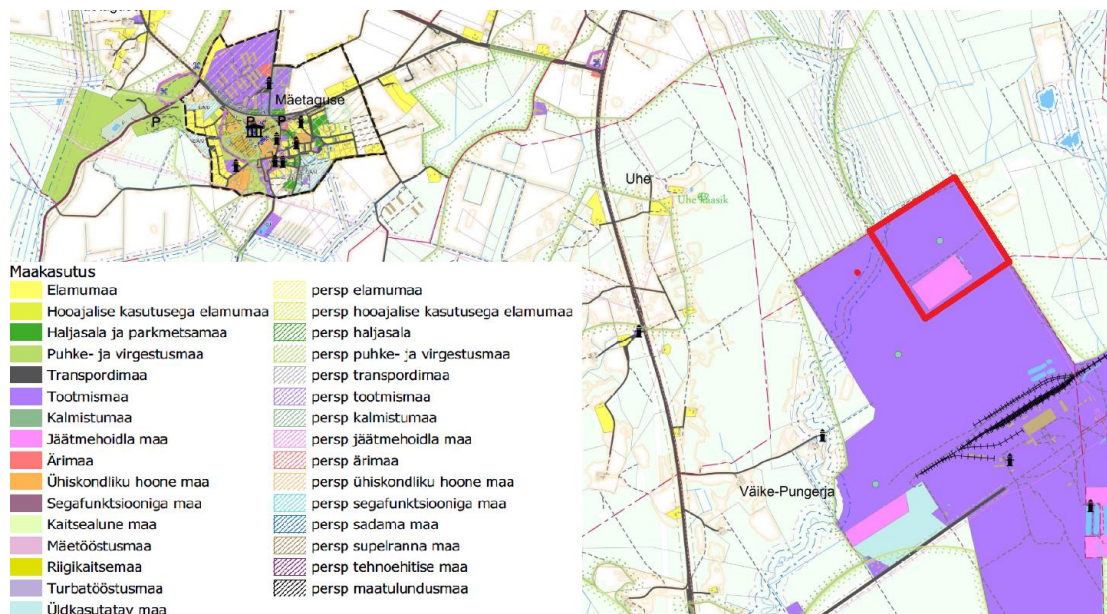 Mäetaguse
P
P
P
Uhe
Uhe kaasik
Väike-Pungerja
Maakasutus
Elamumaa
Hooajalise kasutusega elamumaa
Haljasala ja parkmetsamaa
Puhke- ja virgestusmaa
Transpordimaa
Tootmismaa
Kalmistumaa
Jäätmehoidla maa
Ärimaa
Ühiskondliku hoone maa
Segafunktsiooniga maa
Kaitsealune maa
Mäetööstusmaa
Riigikaitsemaa
Turbatööstusmaa
Üldkasutatav maa
persp elamumaa
persp hooajalise kasutusega elamumaa
persp haljasala
persp puhke- ja virgestusmaa
persp transpordimaa
persp tootmismaa
persp kalmistumaa
persp jäätmehoidla maa
persp ärimaa
persp ühiskondliku hoone maa
persp segafunktsiooniga maa
persp sadama maa
persp supelranna maa
persp tehnoehitise maa
persp maatulundusmaa